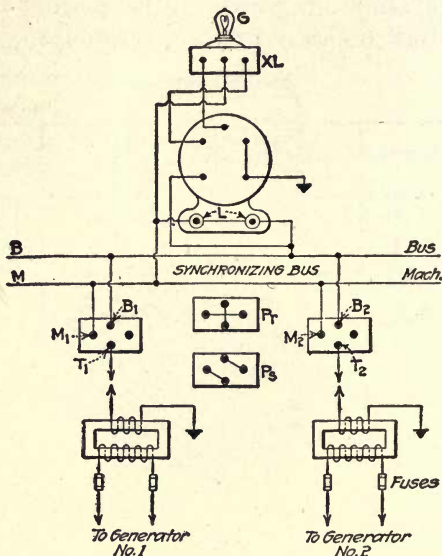 G
XL
L
B Bus
SYNCHRONIZING BUS
M Mach.
B1 B2
M1 Pr M2
T1 Ps T2
Fuses
To Generator To Generator
No.1 No.2